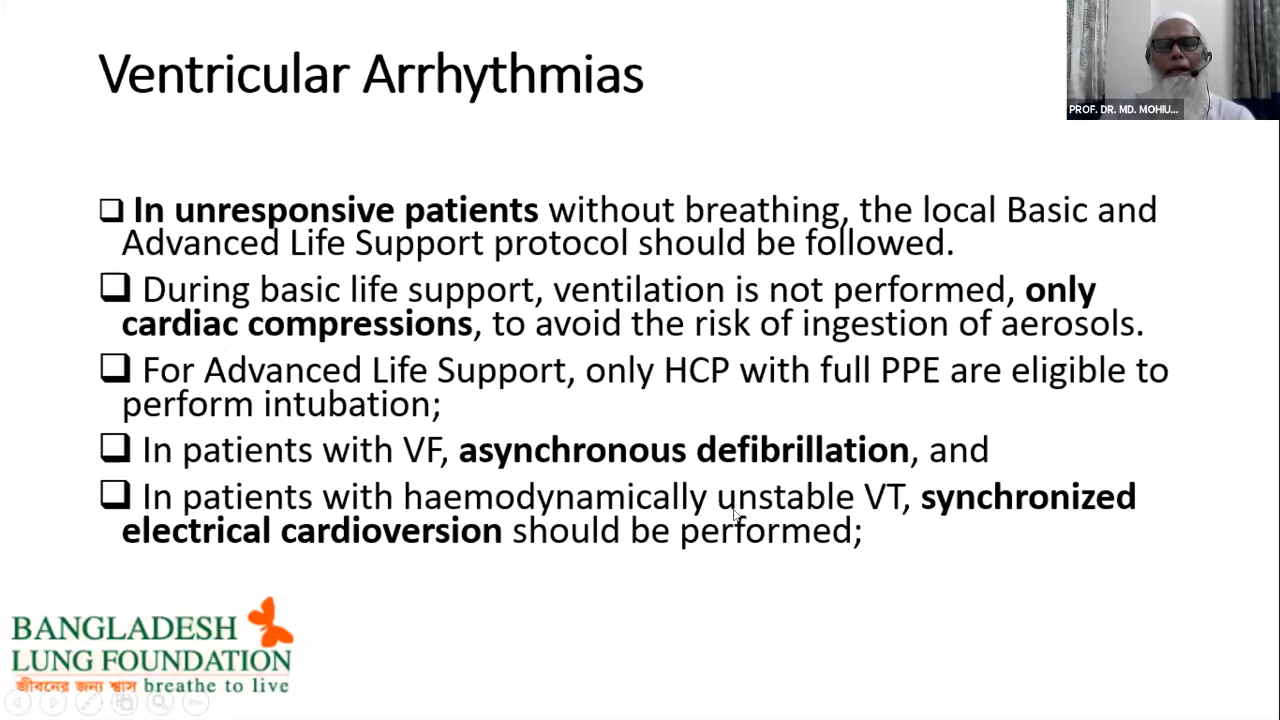 Ventricular Arrhythmias
PROF. DR. MD. MOHIU...
❑ In unresponsive patients without breathing, the local Basic and
Advanced Life Support protocol should be followed.
❑ During basic life support, ventilation is not performed, only
cardiac compressions, to avoid the risk of ingestion of aerosols.
❑ For Advanced Life Support, only HCP with full PPE are eligible to
perform intubation;
❑ In patients with VF, asynchronous defibrillation, and
❑ In patients with haemodynamically unstable VT, synchronized
electrical cardioversion should be performed;
BANGLADESH
LUNG FOUNDATION
জীবনের জন্য শ্বাস breathe to live